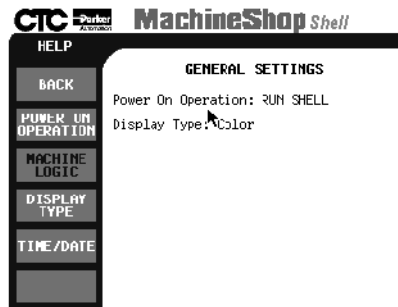 CTC Parker Automation MachineShop Shell
HELP
GENERAL SETTINGS
BACK
Power On Operation: RUN SHELL
POWER ON
OPERATION
Display Type: Color
MACHINE
LOGIC
DISPLAY
TYPE
TIME/DATE